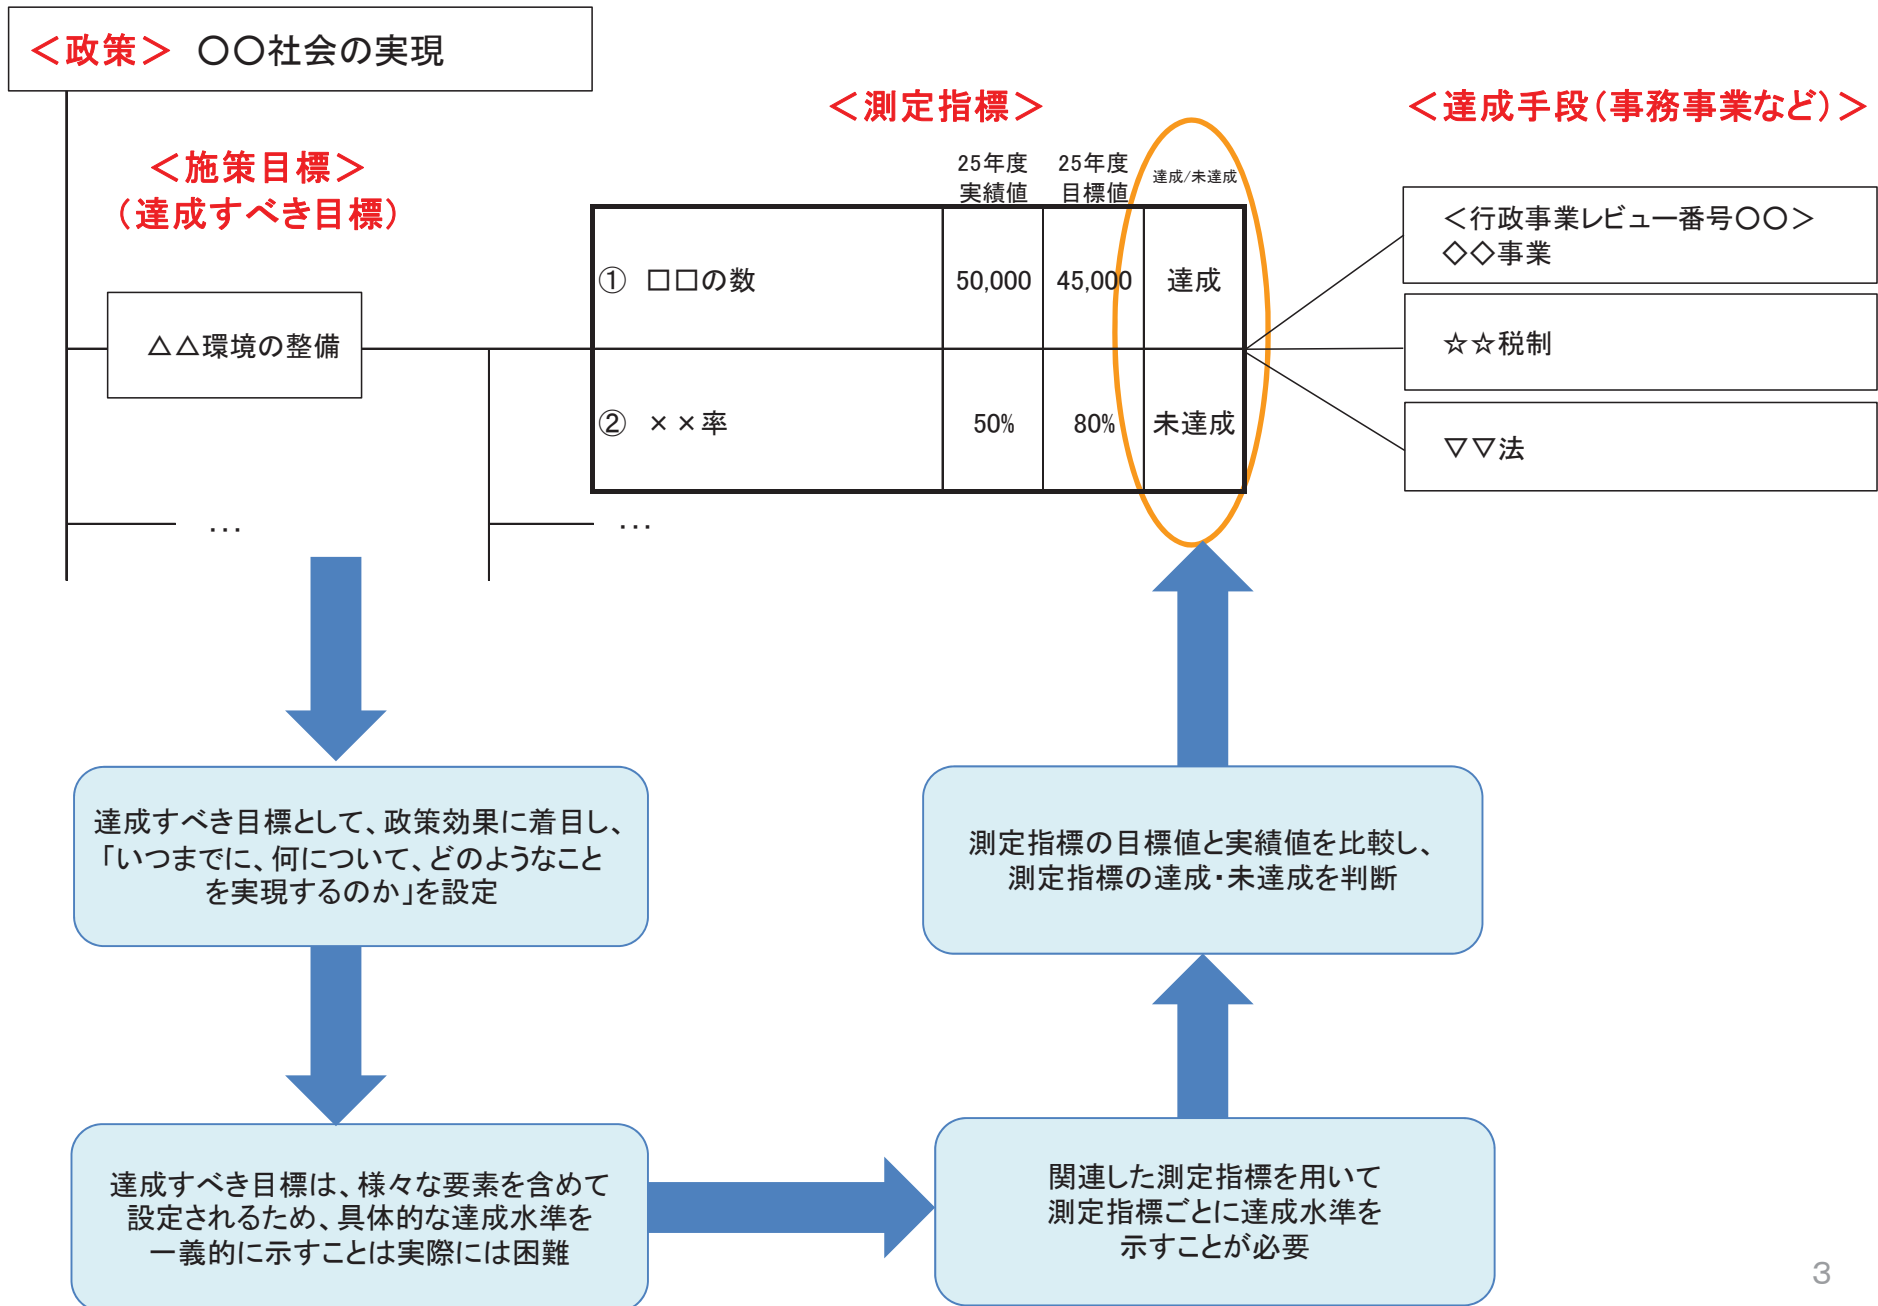 ＜政策＞ 〇〇社会の実現
＜測定指標＞
＜達成手段（事務事業など）＞
＜施策目標＞
（達成すべき目標）
25年度
実績値
25年度
目標値
達成/未達成
① □□の数 50,000 45,000 達成
② ××率 50% 80% 未達成
…
△△環境の整備
…
＜行政事業レビュー番号〇〇＞
◇◇事業
☆☆税制
▽▽法
達成すべき目標として、政策効果に着目し、
「いつまでに、何について、どのようなこと
を実現するのか」を設定
達成すべき目標は、様々な要素を含めて
設定されるため、具体的な達成水準を
一義的に示すことは実際には困難
関連した測定指標を用いて
測定指標ごとに達成水準を
示すことが必要
測定指標の目標値と実績値を比較し、
測定指標の達成・未達成を判断
3